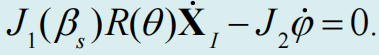 J₁(βₛ)R(θ)Ẋ_I − J₂φ̇ = 0.